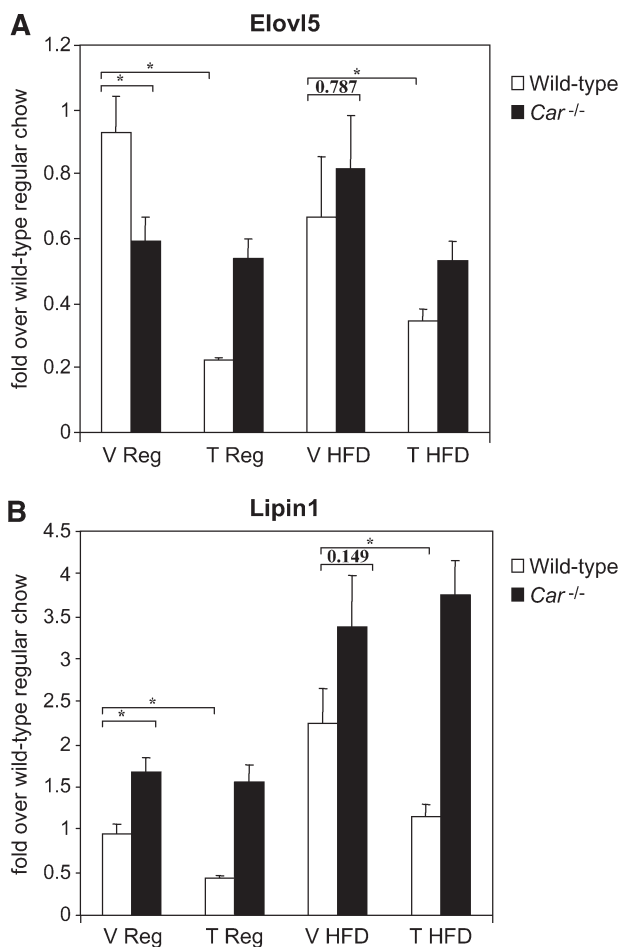 A
Elovl5
fold over wild-type regular chow
1.2
1
0.8
0.6
0.4
0.2
0
*
*
0.787
*
Wild-type
Car -/-
V Reg T Reg V HFD T HFD
B
Lipin1
fold over wild-type regular chow
4.5
4
3.5
3
2.5
2
1.5
1
0.5
0
*
*
0.149
*
Wild-type
Car -/-
V Reg T Reg V HFD T HFD